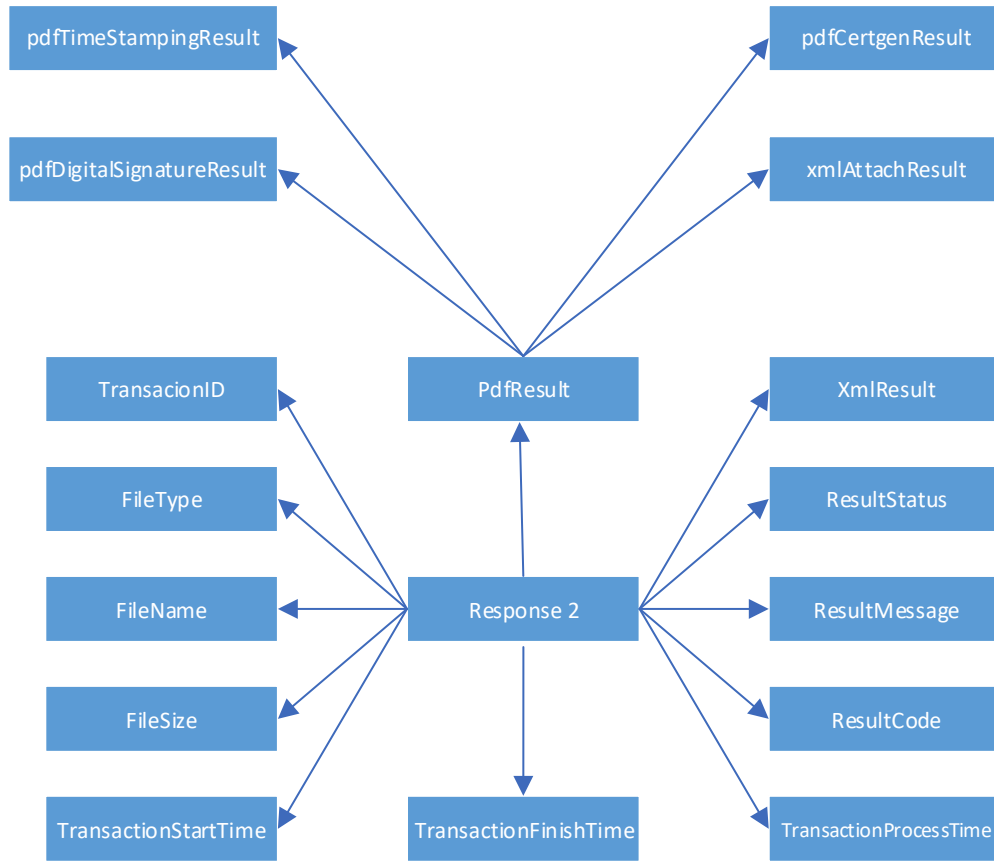 pdfTimeStampingResult
pdfCertgenResult
pdfDigitalSignatureResult
xmlAttachResult
TransacionID
PdfResult
XmlResult
FileType
ResultStatus
FileName
Response 2
ResultMessage
FileSize
ResultCode
TransactionStartTime
TransactionFinishTime
TransactionProcessTime